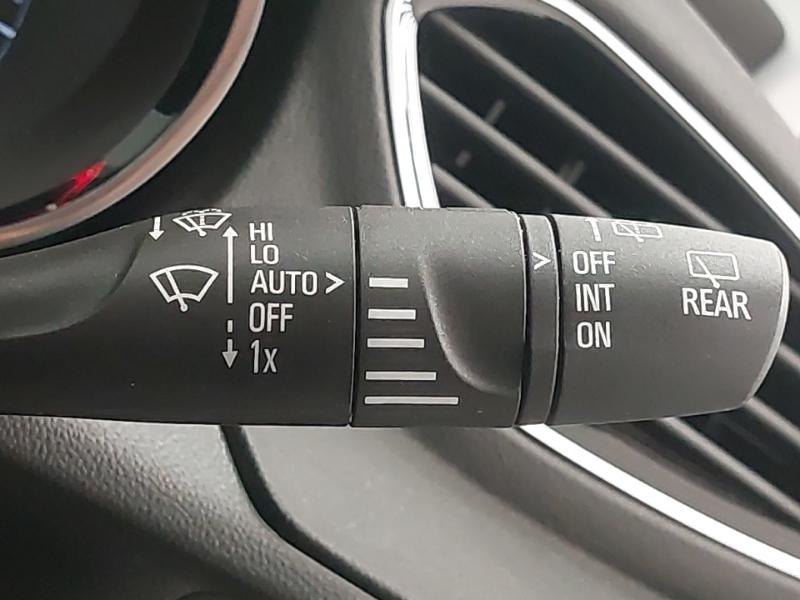 HI
LO
AUTO >
OFF
1x
>
OFF
INT
ON
REAR